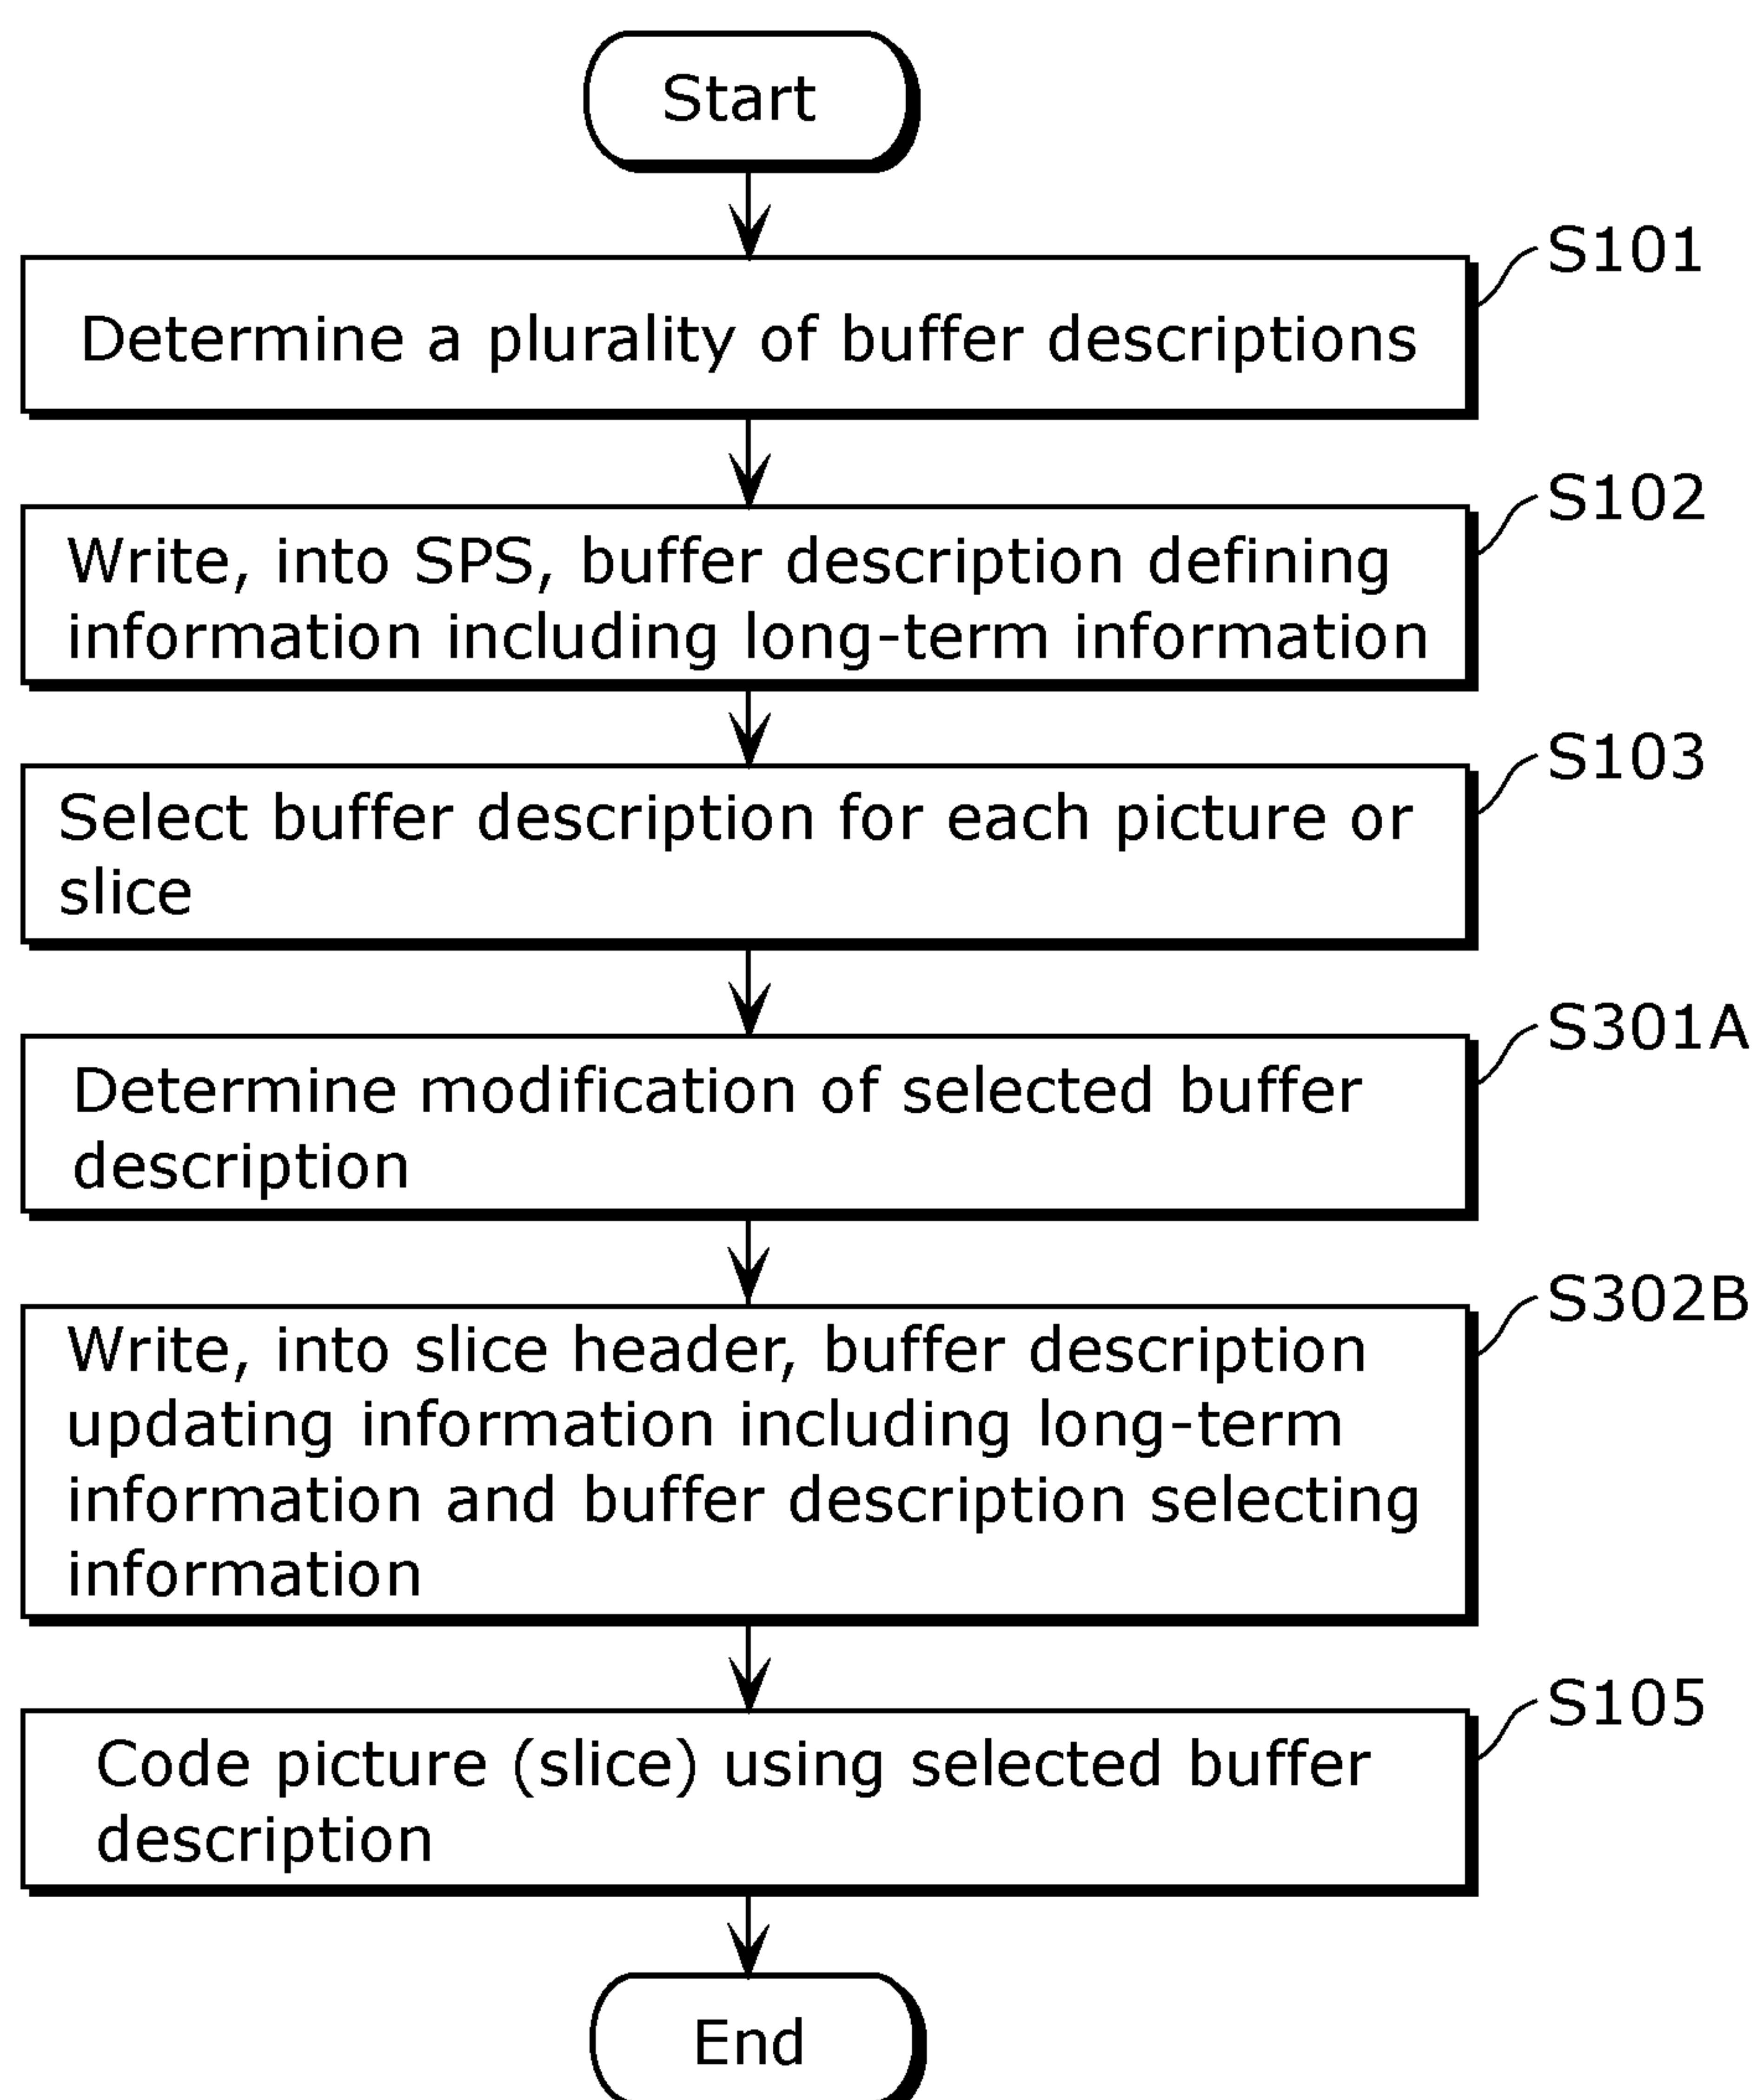 Start
S101
Determine a plurality of buffer descriptions
S102
Write, into SPS, buffer description defining
information including long-term information
S103
Select buffer description for each picture or
slice
S301A
Determine modification of selected buffer
description
S302B
Write, into slice header, buffer description
updating information including long-term
information and buffer description selecting
information
S105
Code picture (slice) using selected buffer
description
End